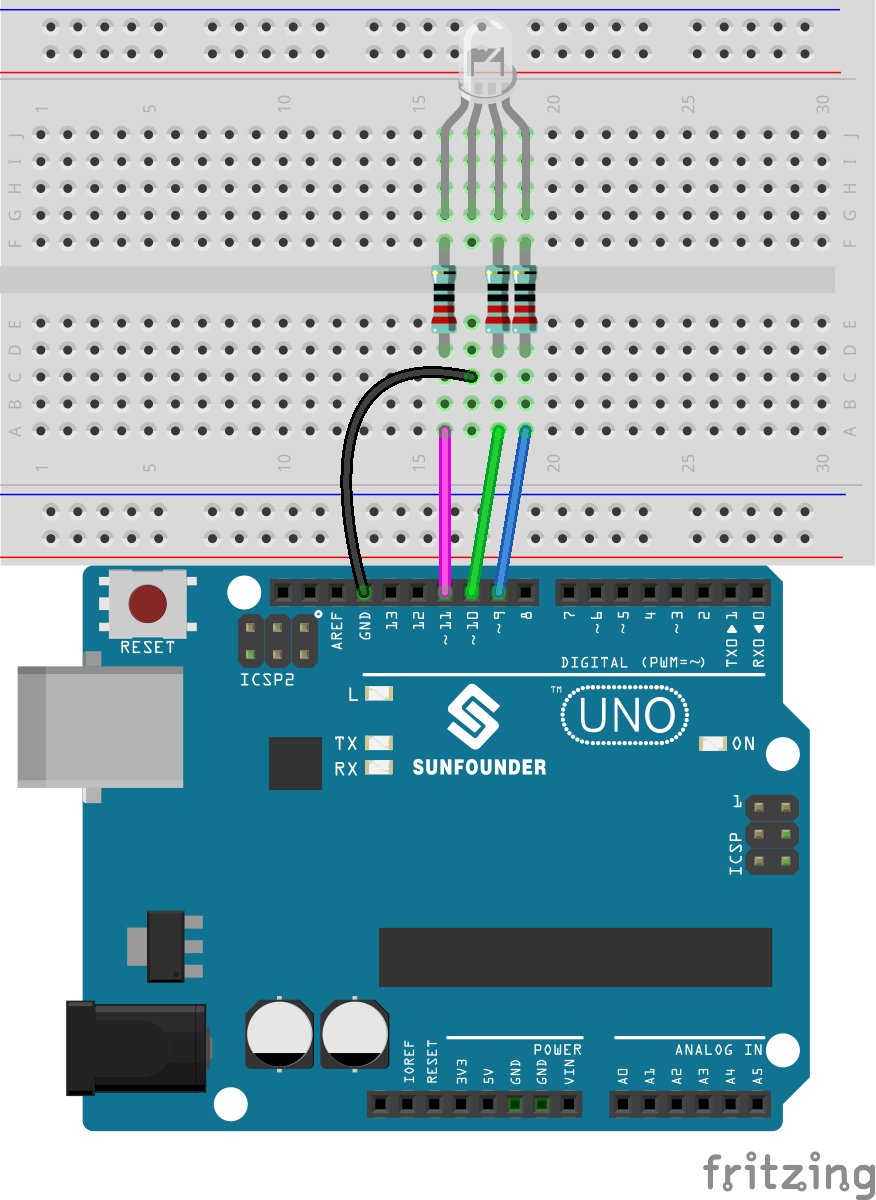 1 5 10 15 20 25 30
J J
I I
H H
G G
F F
E E
D D
C C
B B
A A
1 5 10 15 20 25 30
RESET
ICSP2
AREF GND 13 12 ~11 ~10 ~9 8 7 ~6 ~5 4 ~3 2 TX0▶1 RX0◀0
DIGITAL (PWM=~)
L
TX
RX
SUNFOUNDER
™ UNO
ON
1
ICSP
POWER
ANALOG IN
IOREF RESET 3V3 5V GND GND VIN A0 A1 A2 A3 A4 A5
fritzing